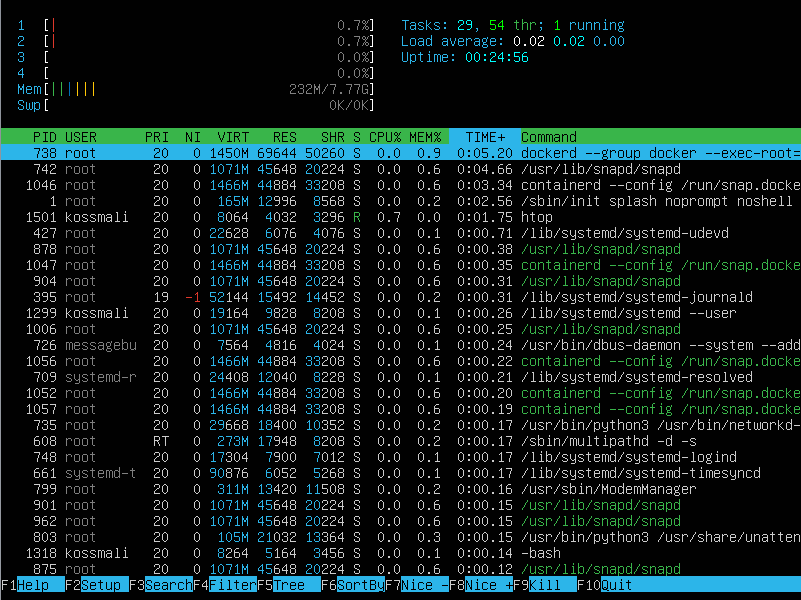 1 [| 0.7%] Tasks: 29, 54 thr; 1 running
2 [| 0.7%] Load average: 0.02 0.02 0.00
3 [ 0.0%] Uptime: 00:24:56
4 [ 0.0%]
Mem[|||||| 232M/7.77G]
Swp[ 0K/0K]
PID USER PRI NI VIRT RES SHR S CPU% MEM% TIME+ Command
738 root 20 0 1450M 69644 50260 S 0.0 0.9 0:05.20 dockerd --group docker --exec-root=
742 root 20 0 1071M 45648 20224 S 0.0 0.6 0:04.66 /usr/lib/snapd/snapd
1046 root 20 0 1466M 44884 33208 S 0.0 0.6 0:03.34 containerd --config /run/snap.docke
1 root 20 0 165M 12996 8568 S 0.0 0.2 0:02.56 /sbin/init splash noprompt noshell
1501 kossmali 20 0 8064 4032 3296 R 0.7 0.0 0:01.75 htop
427 root 20 0 22628 6076 4076 S 0.0 0.1 0:00.71 /lib/systemd/systemd-udevd
878 root 20 0 1071M 45648 20224 S 0.0 0.6 0:00.38 /usr/lib/snapd/snapd
1047 root 20 0 1466M 44884 33208 S 0.0 0.6 0:00.35 containerd --config /run/snap.docke
904 root 20 0 1071M 45648 20224 S 0.0 0.6 0:00.31 /usr/lib/snapd/snapd
395 root 19 -1 52144 15492 14452 S 0.0 0.2 0:00.31 /lib/systemd/systemd-journald
1299 kossmali 20 0 19164 9828 8208 S 0.0 0.1 0:00.26 /lib/systemd/systemd --user
1006 root 20 0 1071M 45648 20224 S 0.0 0.6 0:00.25 /usr/lib/snapd/snapd
726 messagebu 20 0 7564 4816 4024 S 0.0 0.1 0:00.24 /usr/bin/dbus-daemon --system --add
1056 root 20 0 1466M 44884 33208 S 0.0 0.6 0:00.22 containerd --config /run/snap.docke
709 systemd-r 20 0 24408 12040 8228 S 0.0 0.1 0:00.21 /lib/systemd/systemd-resolved
1052 root 20 0 1466M 44884 33208 S 0.0 0.6 0:00.20 containerd --config /run/snap.docke
1057 root 20 0 1466M 44884 33208 S 0.0 0.6 0:00.19 containerd --config /run/snap.docke
735 root 20 0 29668 18400 10352 S 0.0 0.2 0:00.17 /usr/bin/python3 /usr/bin/networkd-
608 root RT 0 273M 17948 8208 S 0.0 0.2 0:00.17 /sbin/multipathd -d -s
748 root 20 0 17304 7900 7012 S 0.0 0.1 0:00.17 /lib/systemd/systemd-logind
661 systemd-t 20 0 90876 6052 5268 S 0.0 0.1 0:00.17 /lib/systemd/systemd-timesyncd
799 root 20 0 311M 13420 11508 S 0.0 0.2 0:00.16 /usr/sbin/ModemManager
901 root 20 0 1071M 45648 20224 S 0.0 0.6 0:00.15 /usr/lib/snapd/snapd
962 root 20 0 1071M 45648 20224 S 0.0 0.6 0:00.15 /usr/lib/snapd/snapd
803 root 20 0 105M 21032 13364 S 0.0 0.3 0:00.15 /usr/bin/python3 /usr/share/unatten
1318 kossmali 20 0 8264 5164 3456 S 0.0 0.1 0:00.14 -bash
875 root 20 0 1071M 45648 20224 S 0.0 0.6 0:00.12 /usr/lib/snapd/snapd
F1Help F2Setup F3SearchF4FilterF5Tree F6SortByF7Nice -F8Nice +F9Kill F10Quit